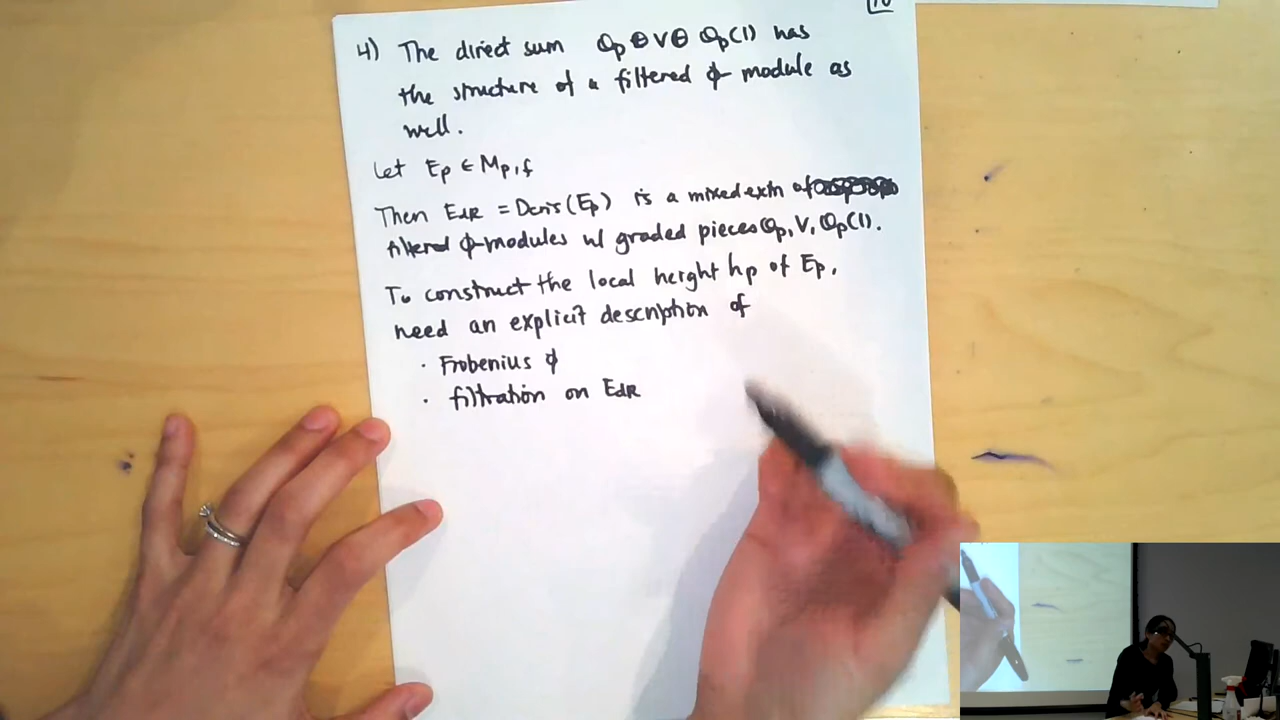 4) The direct sum ℚp ⊕ V ⊕ ℚp(1) has
the structure of a filtered ϕ-module as
well.
Let Ep ∈ Mp,f
Then EdR = Dcris(Ep) is a mixed extn of
filtered ϕ-modules w/ graded pieces ℚp, V, ℚp(1).
To construct the local height hp of Ep,
need an explicit description of
· Frobenius ϕ
· filtration on EdR